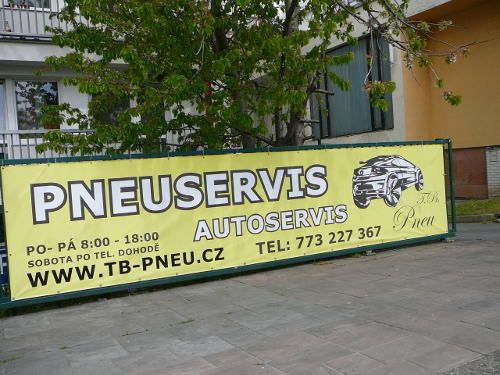 PNEUSERVIS
AUTOSERVIS
T.B.
Pneu
PO- PÁ 8:00 - 18:00
SOBOTA PO TEL. DOHODĚ
TEL: 773 227 367
WWW.TB-PNEU.CZ